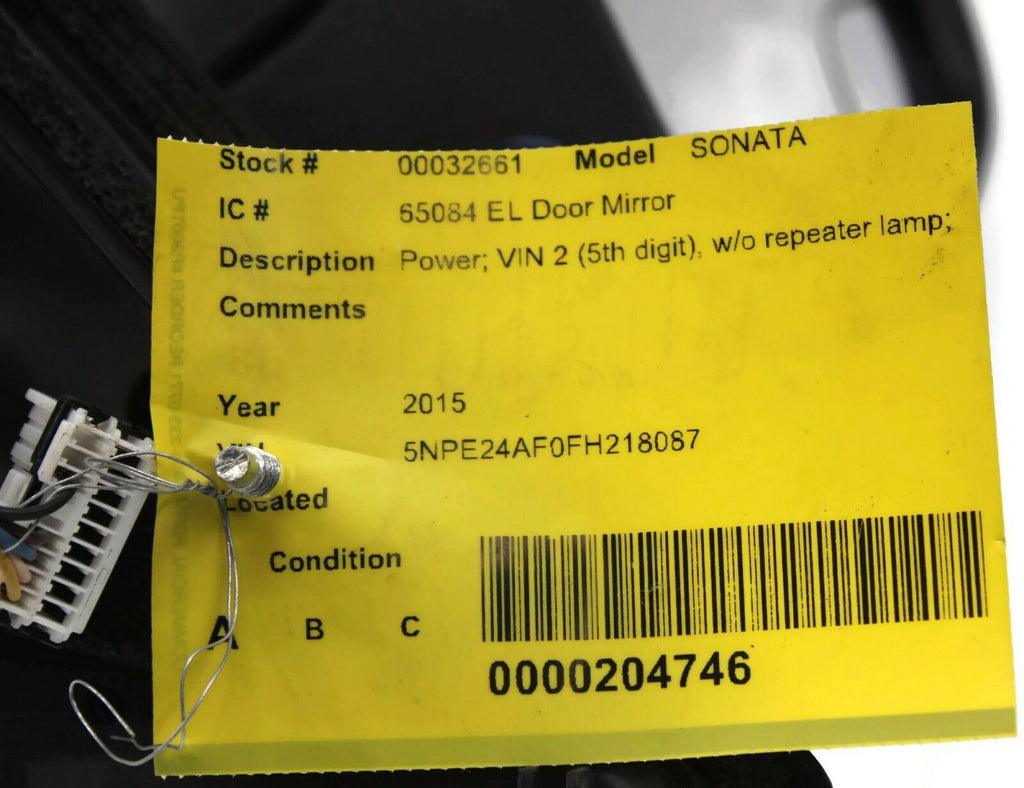 Stock # 00032661 Model SONATA
IC # 65084 EL Door Mirror
Description Power; VIN 2 (5th digit), w/o repeater lamp;
Comments
Year 2015
VIN 5NPE24AF0FH218087
Located
Condition
A B C
0000204746